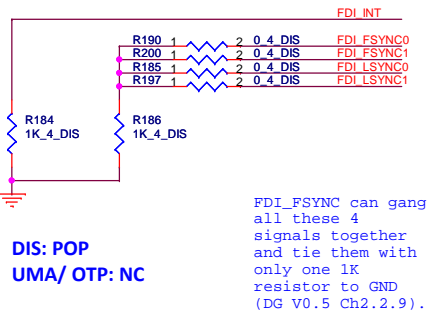 FDI_INT
R190 1 2 0_4_DIS FDI_FSYNC0
R200 1 2 0_4_DIS FDI_FSYNC1
R185 1 2 0_4_DIS FDI_LSYNC0
R197 1 2 0_4_DIS FDI_LSYNC1
R184
1K_4_DIS
R186
1K_4_DIS
FDI_FSYNC can gang
all these 4
signals together
and tie them with
only one 1K
resistor to GND
(DG V0.5 Ch2.2.9).
DIS: POP
UMA/ OTP: NC